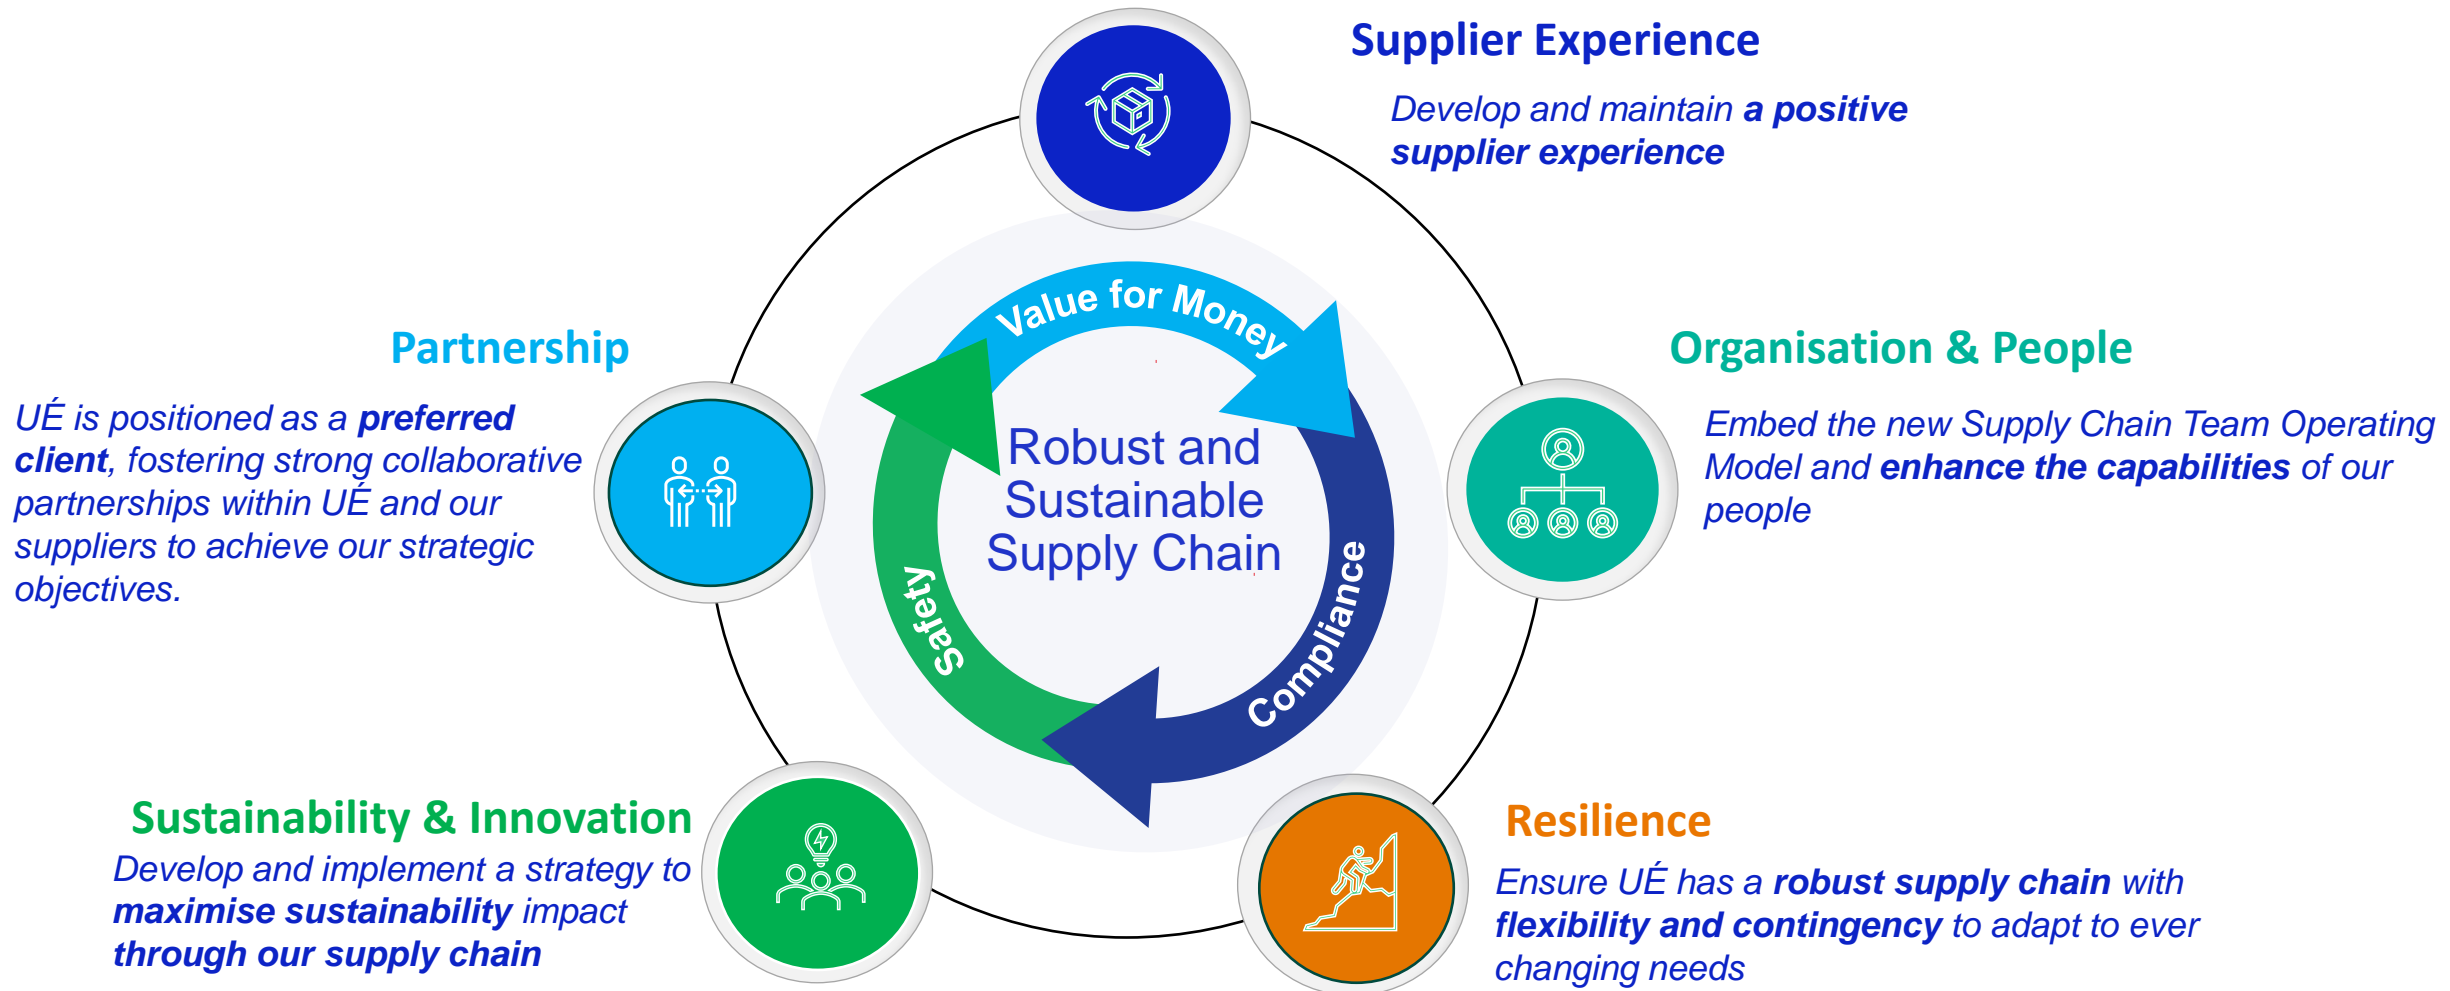 Supplier Experience
Develop and maintain a positive
supplier experience
Partnership
UÉ is positioned as a preferred
client, fostering strong collaborative
partnerships within UÉ and our
suppliers to achieve our strategic
objectives.
Value for Money
Compliance
Safety
Robust and
Sustainable
Supply Chain
Organisation & People
Embed the new Supply Chain Team Operating
Model and enhance the capabilities of our
people
Sustainability & Innovation
Develop and implement a strategy to
maximise sustainability impact
through our supply chain
Resilience
Ensure UÉ has a robust supply chain with
flexibility and contingency to adapt to ever
changing needs